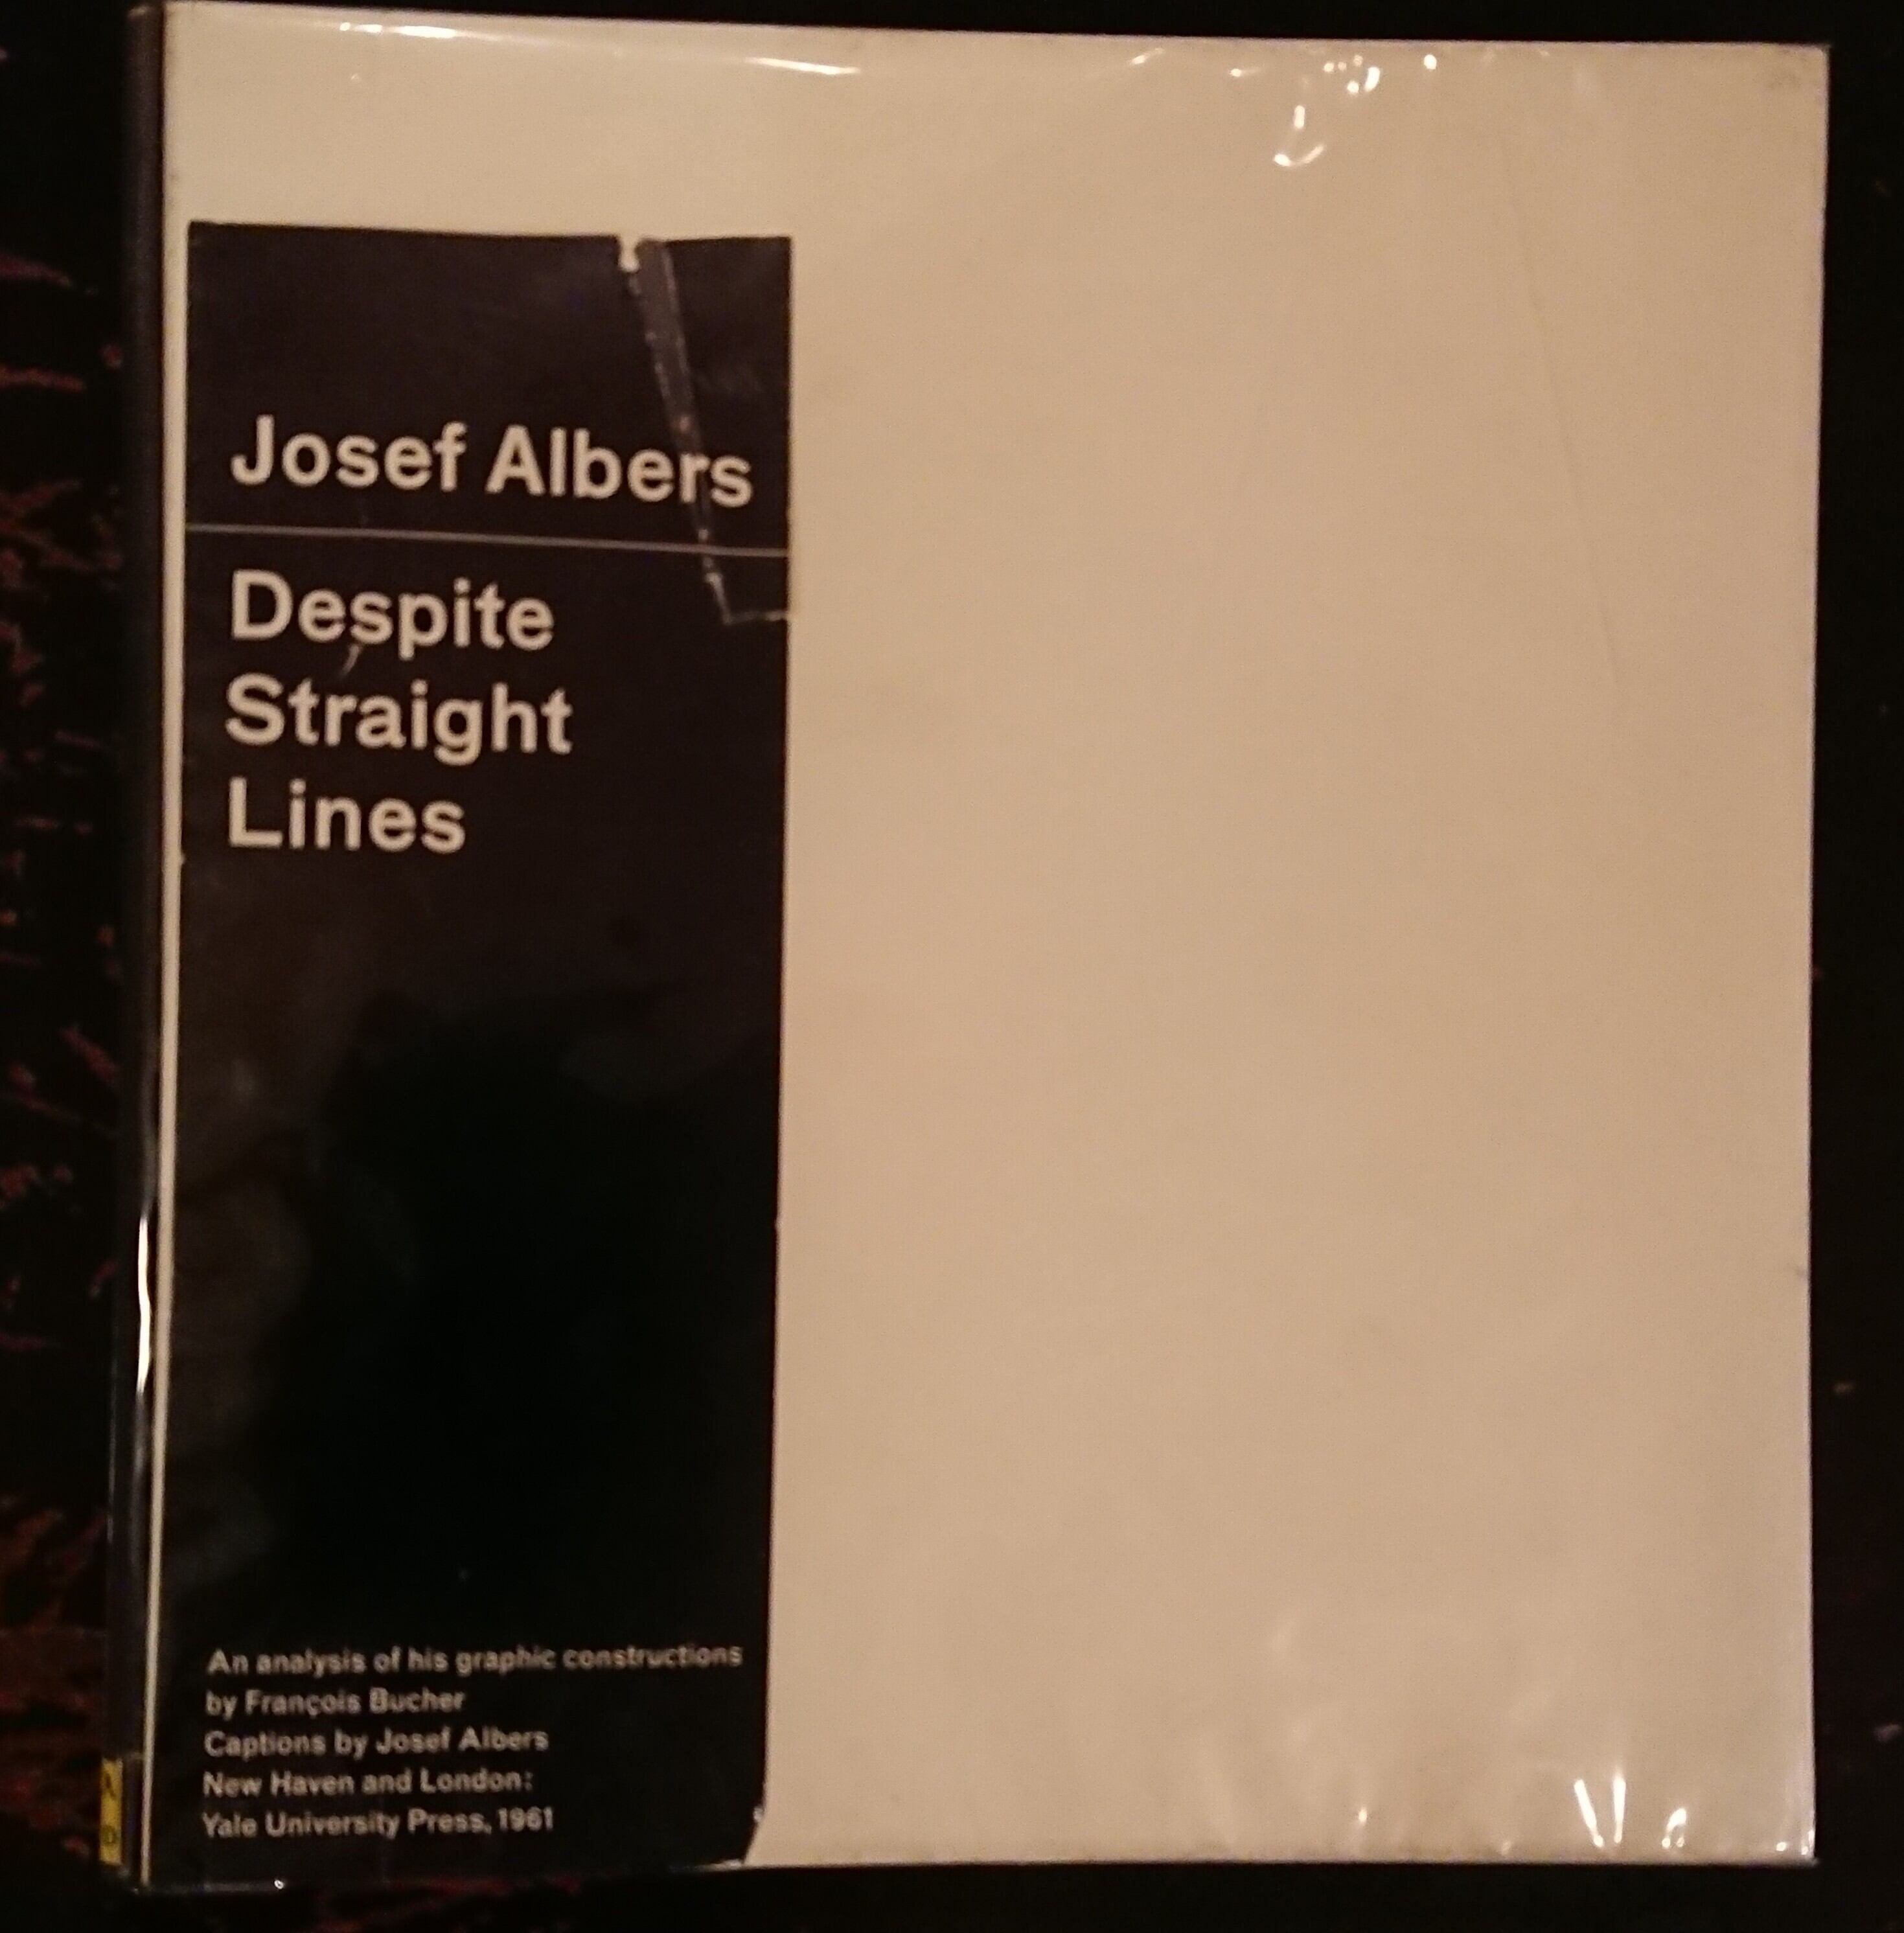 Josef Albers
Despite
Straight
Lines
An analysis of his graphic constructions
by François Bucher
Captions by Josef Albers
New Haven and London:
Yale University Press, 1961
A
D